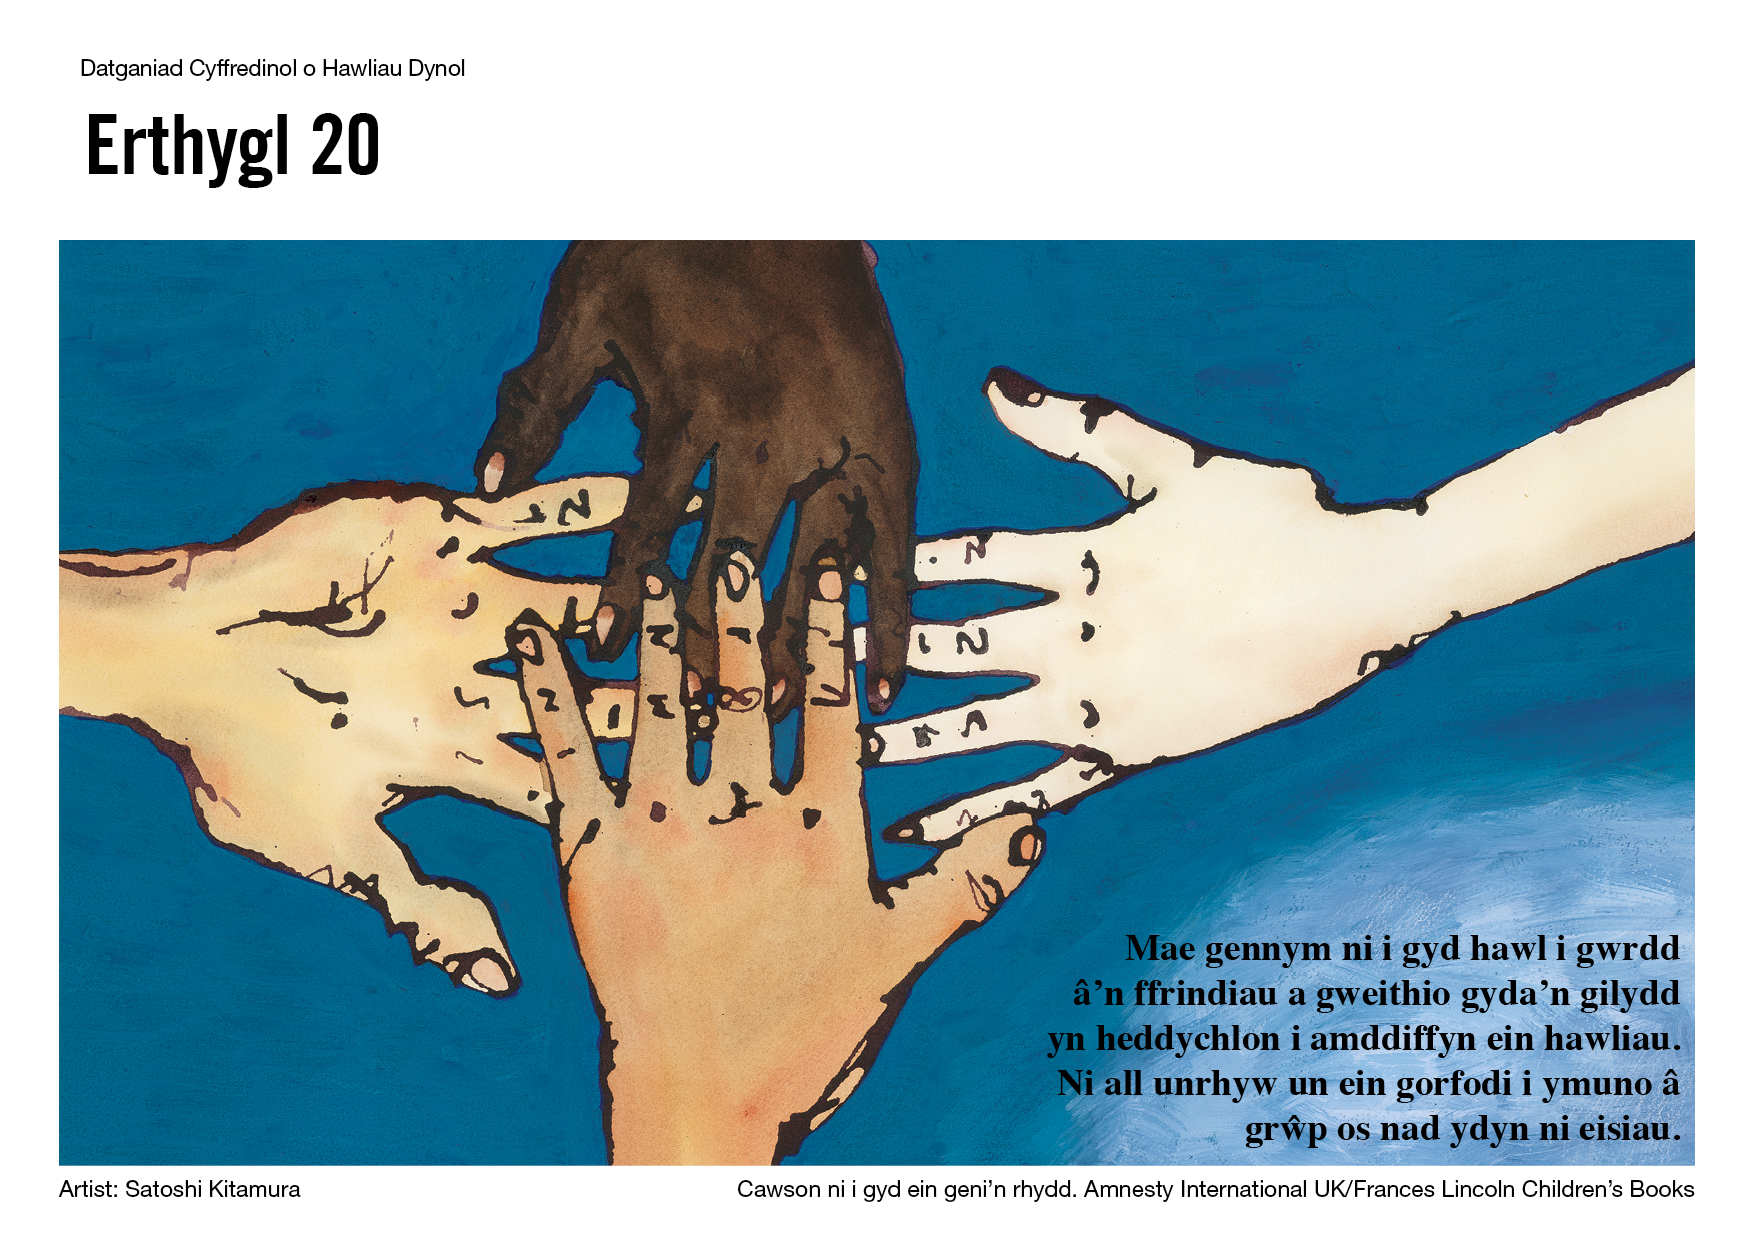 Datganiad Cyffredinol o Hawliau Dynol
Erthygl 20
Mae gennym ni i gyd hawl i gwrdd
â’n ffrindiau a gweithio gyda’n gilydd
yn heddychlon i amddiffyn ein hawliau.
Ni all unrhyw un ein gorfodi i ymuno â
grŵp os nad ydyn ni eisiau.
Artist: Satoshi Kitamura
Cawson ni i gyd ein geni’n rhydd. Amnesty International UK/Frances Lincoln Children’s Books